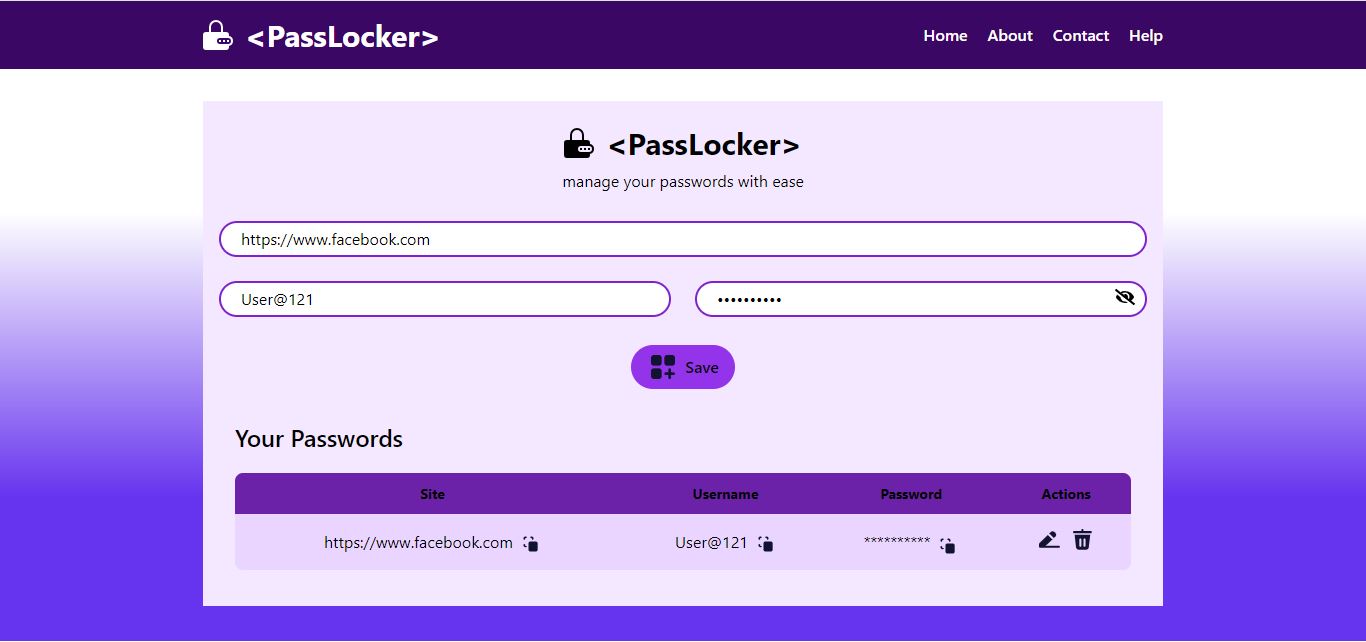 <PassLocker>
Home About Contact Help
<PassLocker>
manage your passwords with ease
https://www.facebook.com
User@121 ••••••••••
Save
Your Passwords
Site Username Password Actions
https://www.facebook.com User@121 **********